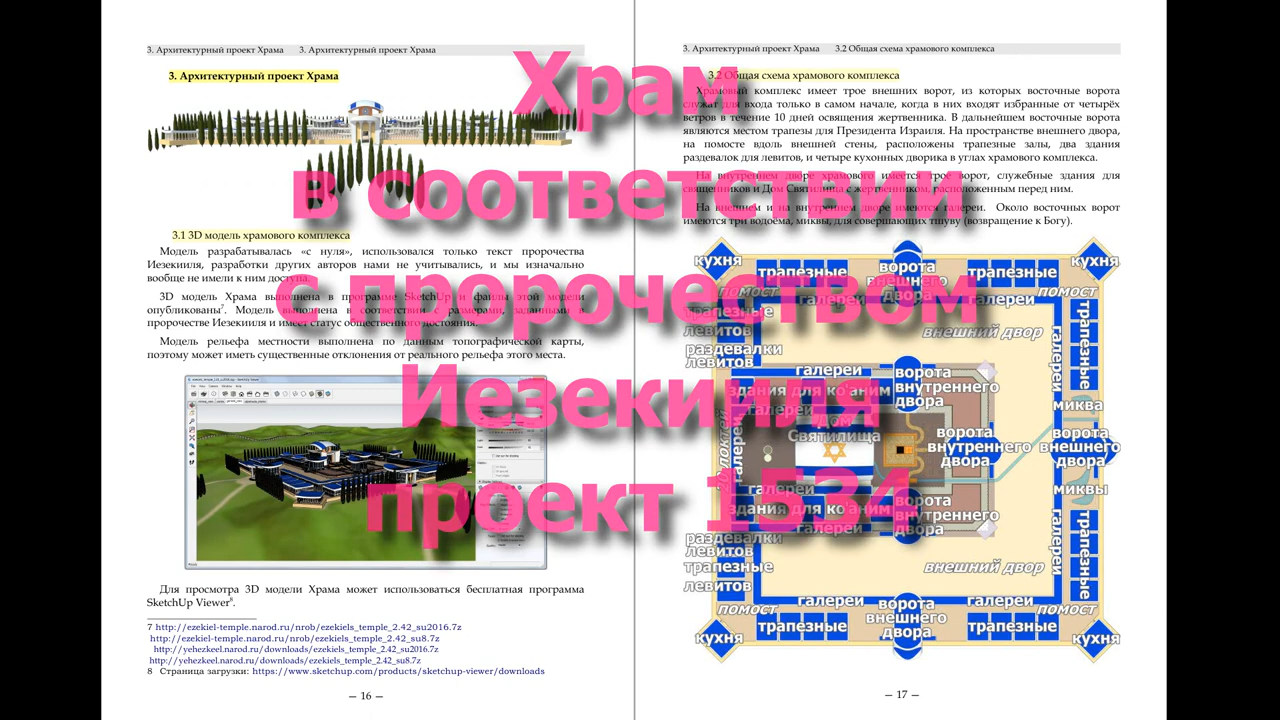 3. Архитектурный проект Храма 3. Архитектурный проект Храма
3. Архитектурный проект Храма
3.1 3D модель храмового комплекса
Модель разрабатывалась «с нуля», использовался только текст пророчества
Иезекииля, разработки других авторов нами не учитывались, и мы изначально
вообще не имели к ним доступа.
3D модель Храма выполнена в программе SketchUp и файлы этой модели
опубликованы7. Модель выполнена в соответствии с размерами, заданными в
пророчестве Иезекииля и имеет статус общественного достояния.
Модель рельефа местности выполнена по данным топографической карты,
поэтому может иметь существенные отклонения от реального рельефа этого места.
Для просмотра 3D модели Храма может использоваться бесплатная программа
SketchUp Viewer8.
7 http://ezekiel-temple.narod.ru/nrob/ezekiels_temple_2.42_su2016.7z
http://ezekiel-temple.narod.ru/nrob/ezekiels_temple_2.42_su8.7z
http://yehezkeel.narod.ru/downloads/ezekiels_temple_2.42_su2016.7z
http://yehezkeel.narod.ru/downloads/ezekiels_temple_2.42_su8.7z
8 Страница загрузки: https://www.sketchup.com/products/sketchup-viewer/downloads
— 16 —
Храм
в соответствии
с пророчеством
Иезекииля
проект 1534
3. Архитектурный проект Храма 3.2 Общая схема храмового комплекса
3.2 Общая схема храмового комплекса
Храмовый комплекс имеет трое внешних ворот, из которых восточные ворота
служат для входа только в самом начале, когда в них входят избранные от четырёх
ветров в течение 10 дней освящения жертвенника. В дальнейшем восточные ворота
являются местом трапезы для Президента Израиля. На пространстве внешнего двора,
на помосте вдоль внешней стены, расположены трапезные залы, два здания
раздевалок для левитов, и четыре кухонных дворика в углах храмового комплекса.
На внутреннем дворе храмового имеется трое ворот, служебные здания для
священников и Дом Святилища с жертвенником, расположенным перед ним.
На внешнем и на внутреннем дворе имеются галереи. Около восточных ворот
имеются три водоёма, миквы, для совершающих тшуву (возвращение к Богу).
кухня
трапезные
ворота
внешнего
двора
трапезные
кухня
помост
галереи
галереи
помост
трапезные
левитов
внешний двор
раздевалки
левитов
галереи
трапезные
галереи
ворота
внутреннего
двора
здания для ко'аним
галереи
миква
Дом
Святилища
галереи
ворота
внутреннего
двора
ворота
внешнего
двора
галереи
миквы
здания для ко'аним
галереи
ворота
внутреннего
двора
раздевалки
левитов
трапезные
левитов
внешний двор
галереи
трапезные
помост
галереи
ворота
внешнего
двора
галереи
помост
кухня
трапезные
трапезные
кухня
— 17 —